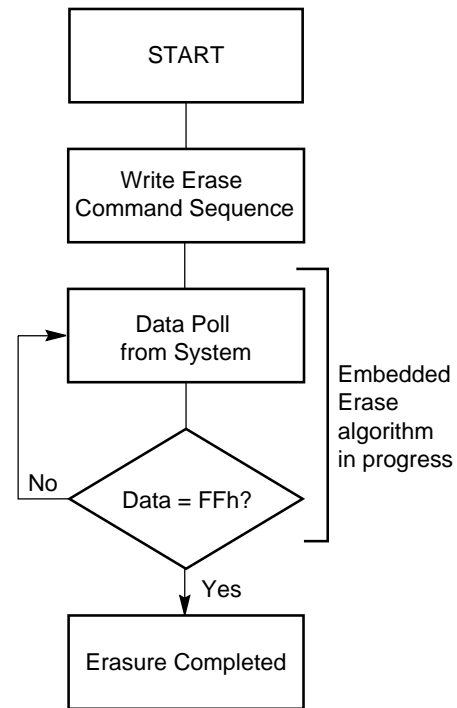 START
Write Erase
Command Sequence
Data Poll
from System
Embedded
Erase
algorithm
in progress
No
Data = FFh?
Yes
Erasure Completed